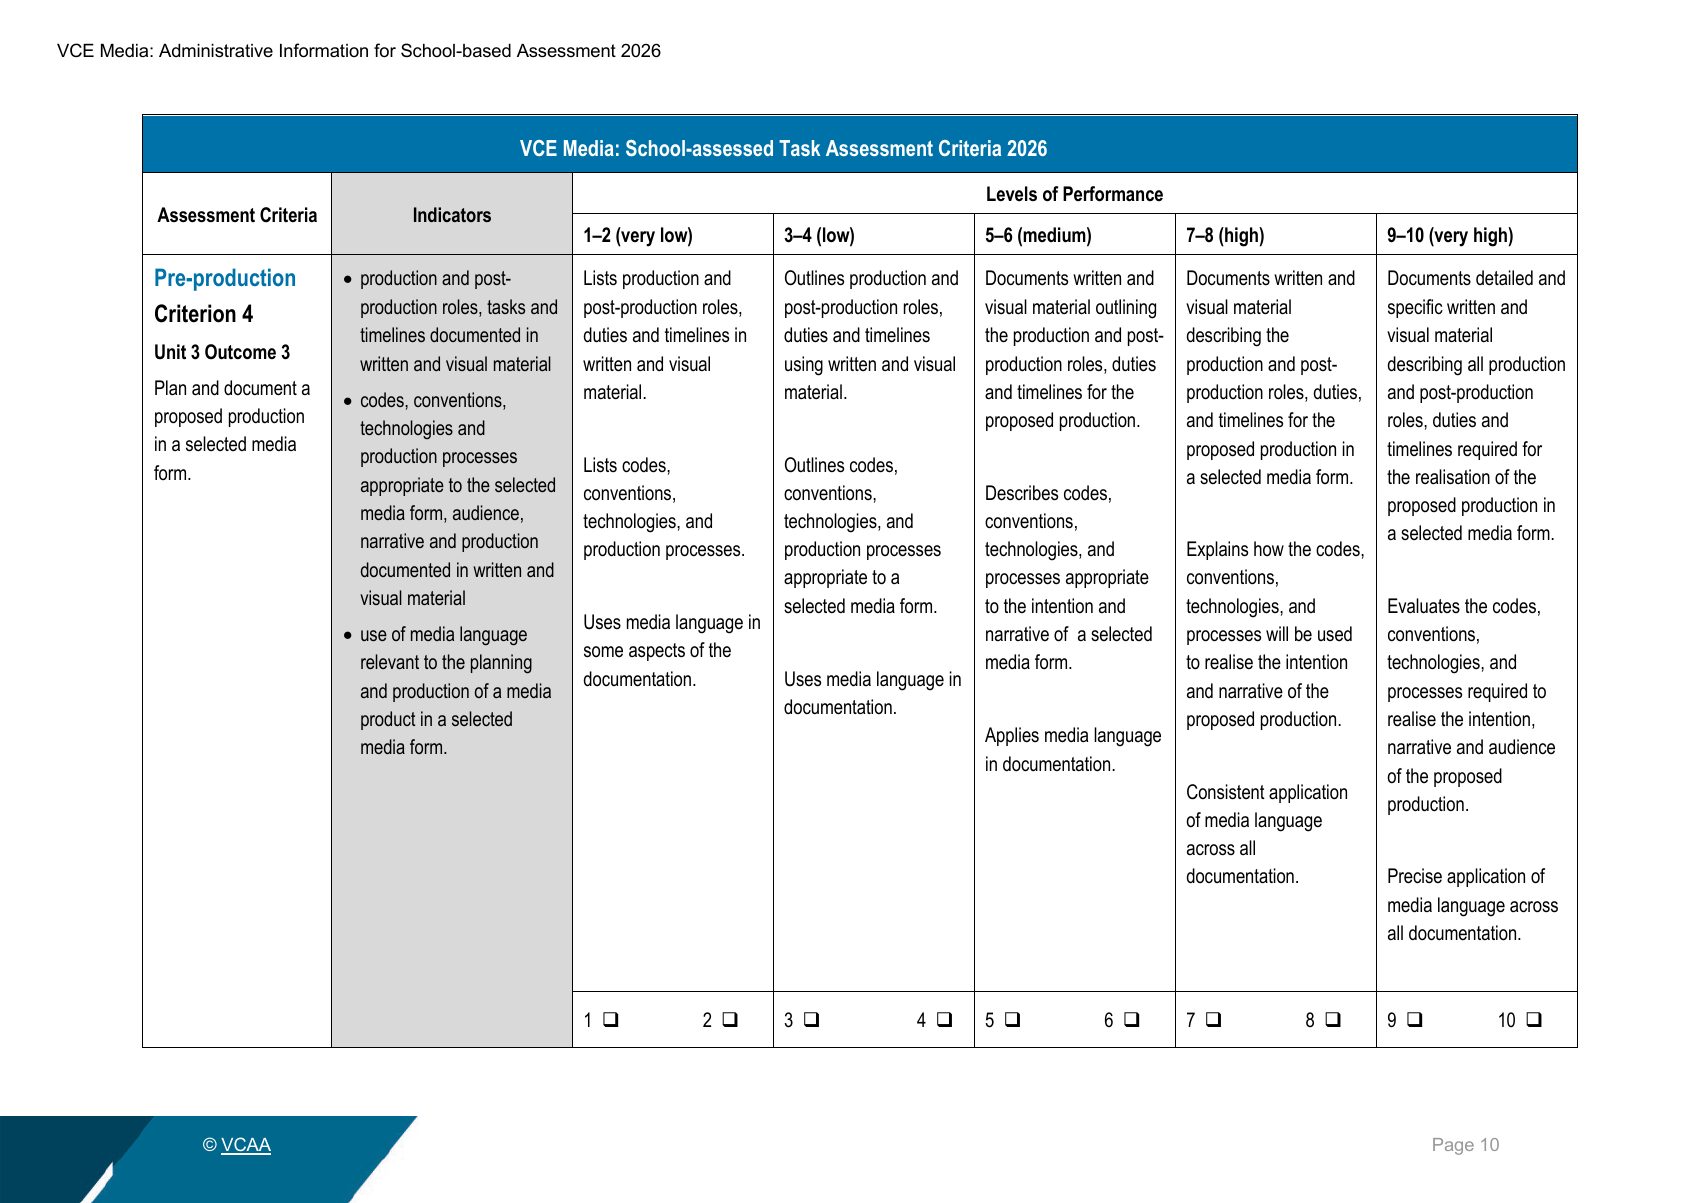 VCE Media: Administrative Information for School-based Assessment 2026
VCE Media: School-assessed Task Assessment Criteria 2026
Assessment Criteria
Indicators
Levels of Performance
1–2 (very low)
3–4 (low)
5–6 (medium)
7–8 (high)
9–10 (very high)
Pre-production
Criterion 4
Unit 3 Outcome 3
Plan and document a
proposed production
in a selected media
form.
• production and post-
production roles, tasks and
timelines documented in
written and visual material
• codes, conventions,
technologies and
production processes
appropriate to the selected
media form, audience,
narrative and production
documented in written and
visual material
• use of media language
relevant to the planning
and production of a media
product in a selected
media form.
Lists production and
post-production roles,
duties and timelines in
written and visual
material.
Lists codes,
conventions,
technologies, and
production processes.
Uses media language in
some aspects of the
documentation.
Outlines production and
post-production roles,
duties and timelines
using written and visual
material.
Outlines codes,
conventions,
technologies, and
production processes
appropriate to a
selected media form.
Uses media language in
documentation.
Documents written and
visual material outlining
the production and post-
production roles, duties
and timelines for the
proposed production.
Describes codes,
conventions,
technologies, and
processes appropriate
to the intention and
narrative of  a selected
media form.
Applies media language
in documentation.
Documents written and
visual material
describing the
production and post-
production roles, duties,
and timelines for the
proposed production in
a selected media form.
Explains how the codes,
conventions,
technologies, and
processes will be used
to realise the intention
and narrative of the
proposed production.
Consistent application
of media language
across all
documentation.
Documents detailed and
specific written and
visual material
describing all production
and post-production
roles, duties and
timelines required for
the realisation of the
proposed production in
a selected media form.
Evaluates the codes,
conventions,
technologies, and
processes required to
realise the intention,
narrative and audience
of the proposed
production.
Precise application of
media language across
all documentation.
1 ❏ 2 ❏
3 ❏ 4 ❏
5 ❏ 6 ❏
7 ❏ 8 ❏
9 ❏ 10 ❏
© VCAA
Page 10